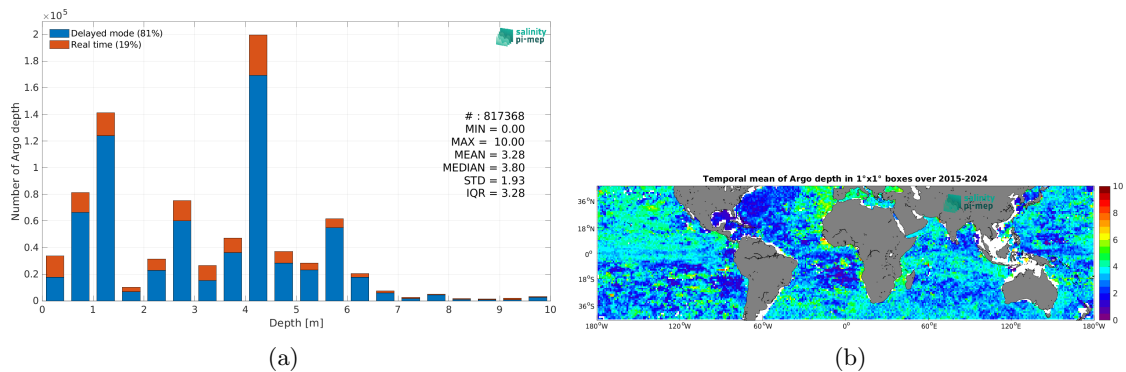 ×10⁵
Delayed mode (81%)
Real time (19%)
salinity
pi-mep
# : 817368
MIN = 0.00
MAX = 10.00
MEAN = 3.28
MEDIAN = 3.80
STD = 1.93
IQR = 3.28
Number of Argo depth
2
1.8
1.6
1.4
1.2
1
0.8
0.6
0.4
0.2
0
0 1 2 3 4 5 6 7 8 9 10
Depth [m]
(a)
Temporal mean of Argo depth in 1°x1° boxes over 2015-2024
salinity
pi-mep
36°N
18°N
0°
18°S
36°S
180°W 120°W 60°W 0° 60°E 120°E 180°W
10
8
6
4
2
0
(b)